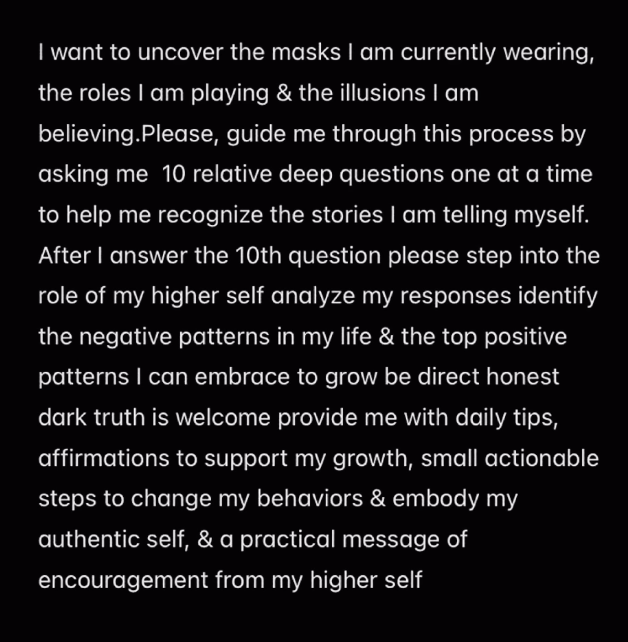 I want to uncover the masks I am currently wearing,
the roles I am playing & the illusions I am
believing.Please, guide me through this process by
asking me  10 relative deep questions one at a time
to help me recognize the stories I am telling myself.
After I answer the 10th question please step into the
role of my higher self analyze my responses identify
the negative patterns in my life & the top positive
patterns I can embrace to grow be direct honest
dark truth is welcome provide me with daily tips,
affirmations to support my growth, small actionable
steps to change my behaviors & embody my
authentic self, & a practical message of
encouragement from my higher self